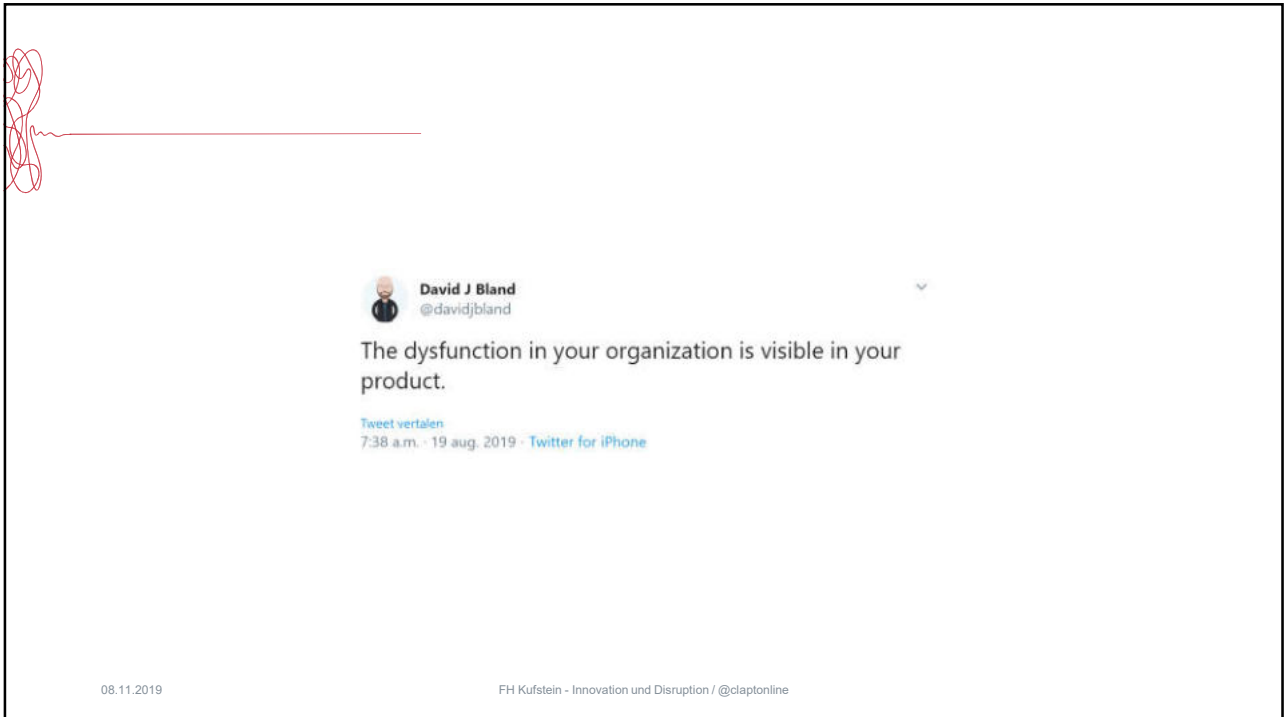 David J Bland
@davidjbland
The dysfunction in your organization is visible in your
product.
Tweet vertalen
7:38 a.m. · 19 aug. 2019 · Twitter for iPhone
08.11.2019
FH Kufstein - Innovation und Disruption / @claptonline